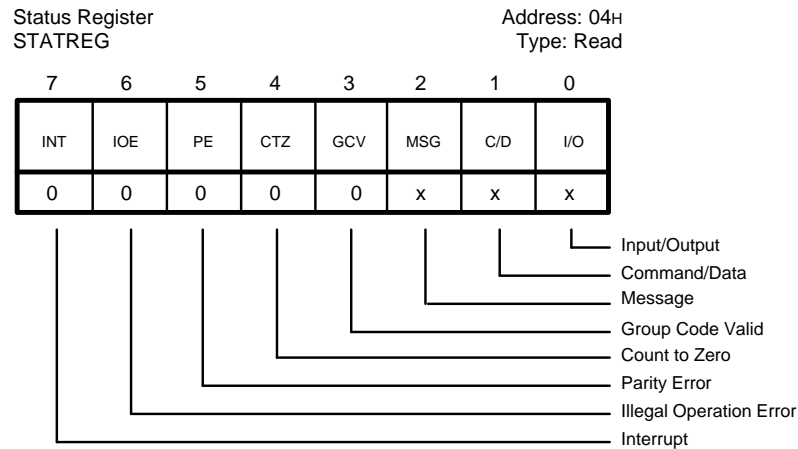 Status Register Address: 04H
STATREG Type: Read
7 6 5 4 3 2 1 0
INT IOE PE CTZ GCV MSG C/D I/O
0 0 0 0 0 x x x
Input/Output
Command/Data
Message
Group Code Valid
Count to Zero
Parity Error
Illegal Operation Error
Interrupt